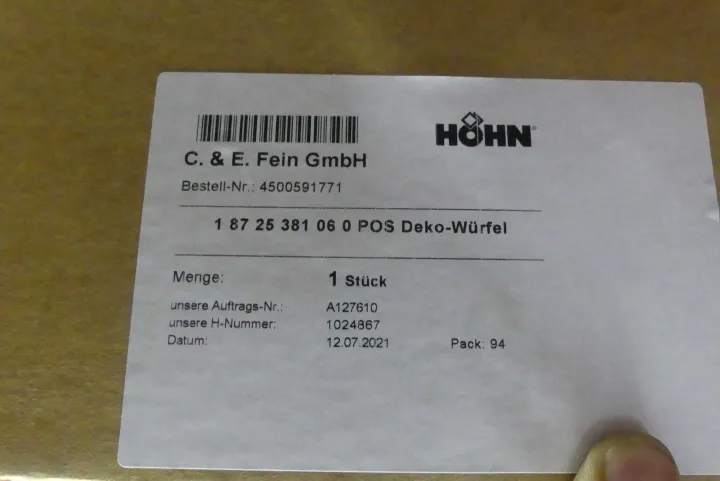 HÖHN
C. & E. Fein GmbH
Bestell-Nr.: 4500591771
1 87 25 381 06 0 POS Deko-Würfel
Menge: 1 Stück
unsere Auftrags-Nr.: A127610
unsere H-Nummer: 1024867
Datum: 12.07.2021 Pack: 94